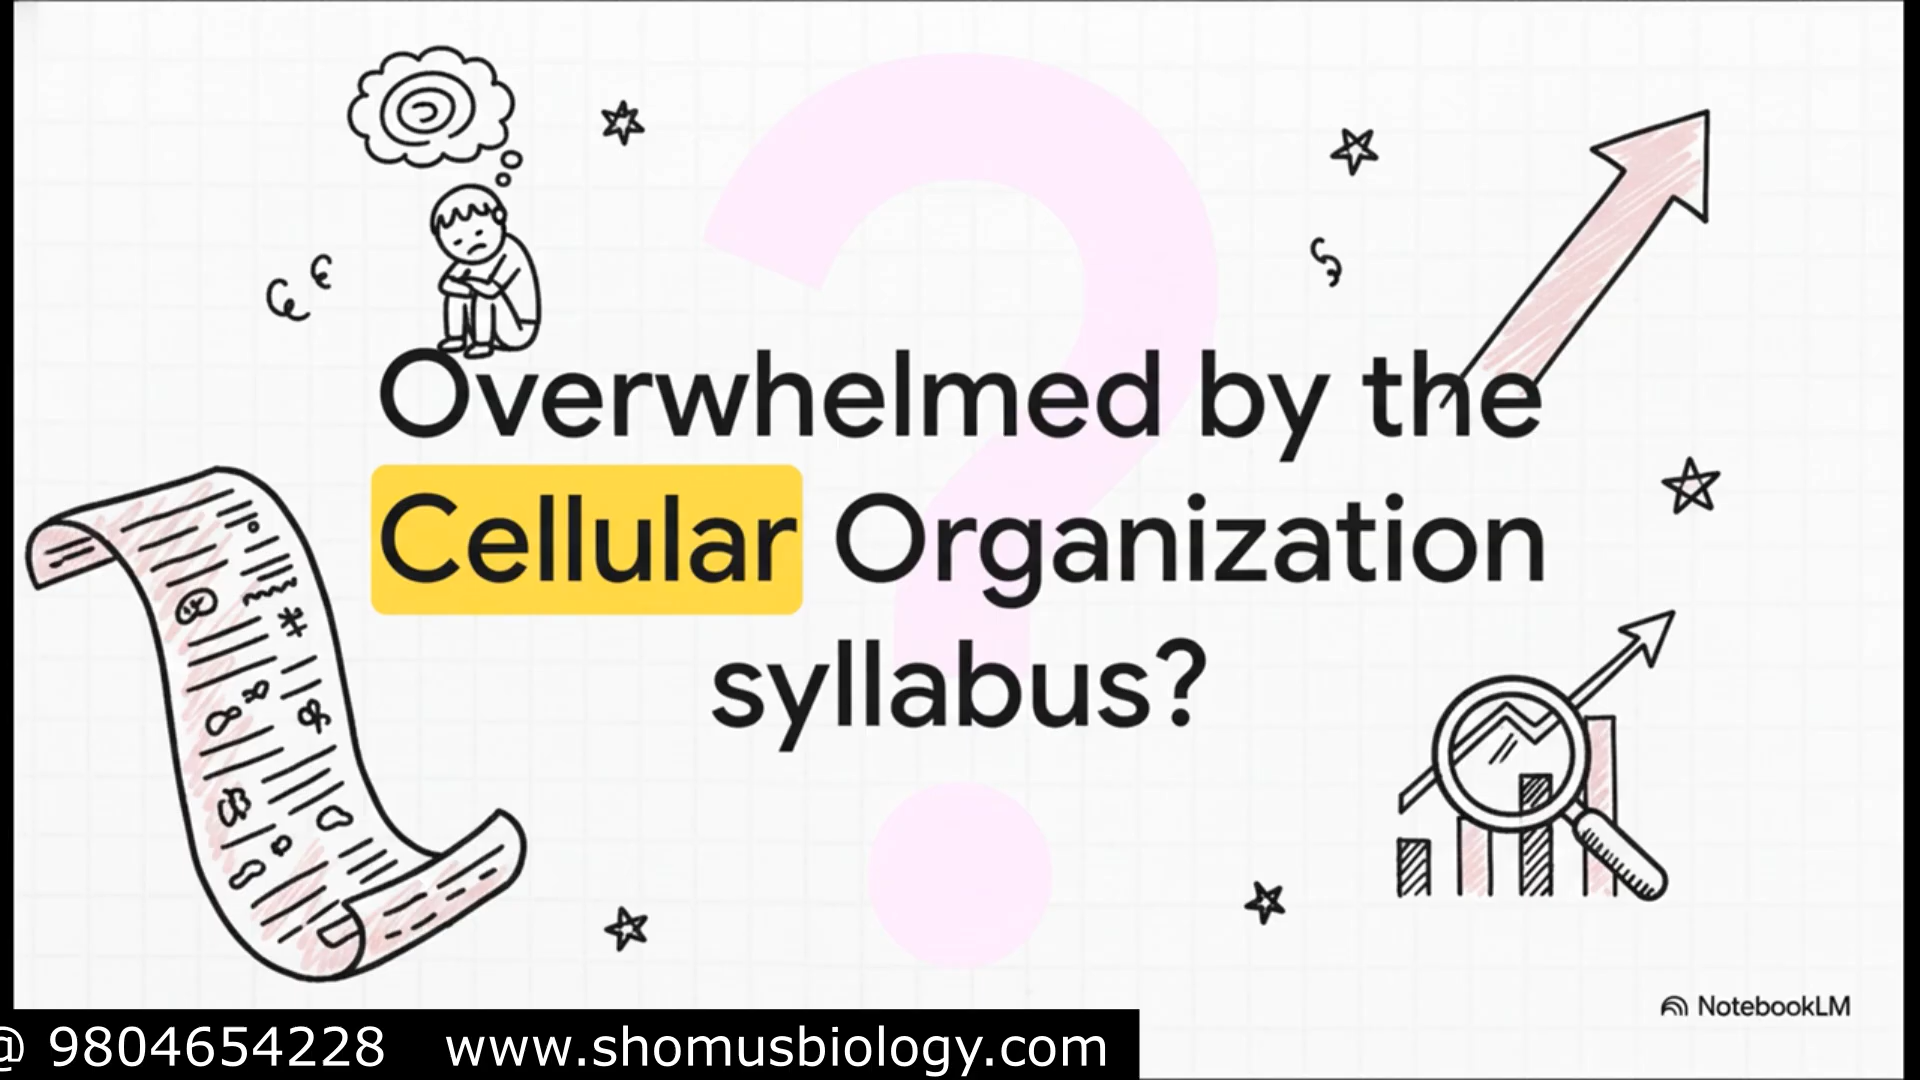 Overwhelmed by the
Cellular Organization
syllabus?
NotebookLM
@ 9804654228 www.shomusbiology.com